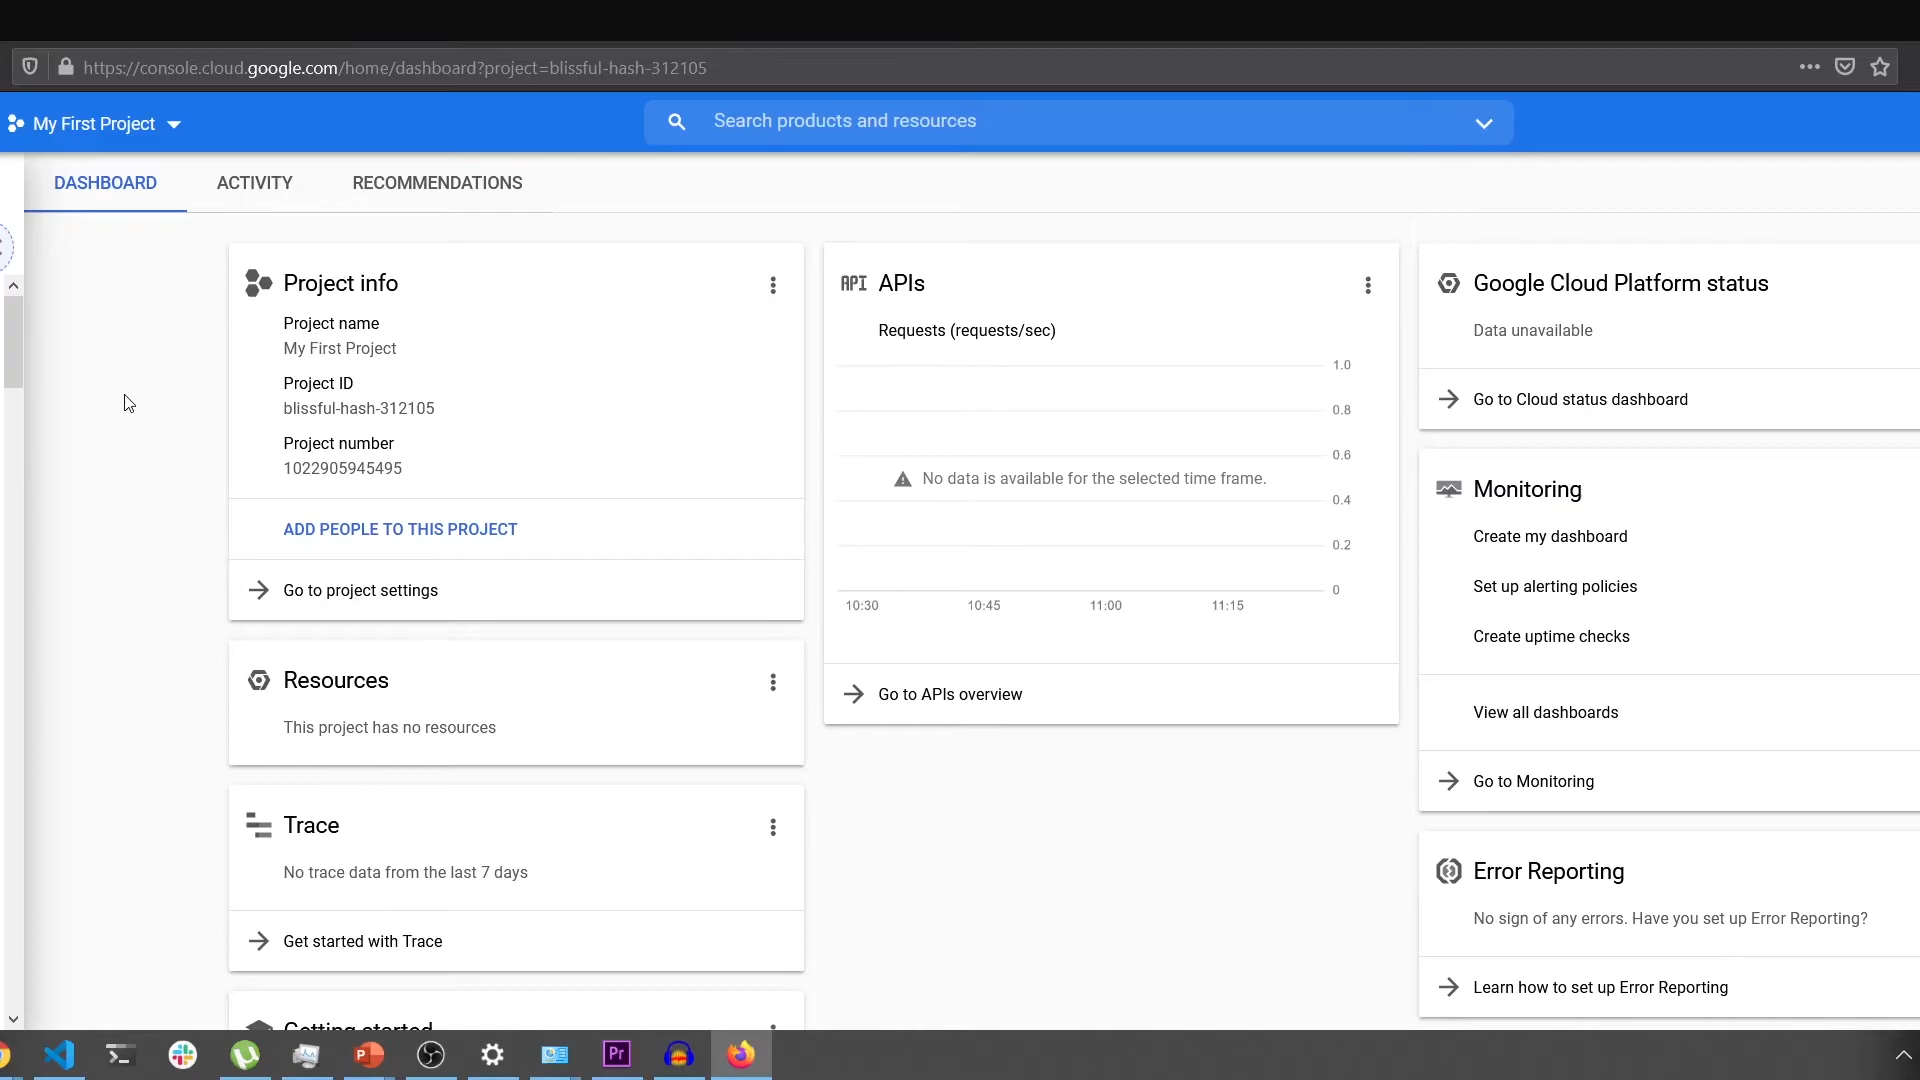 https://console.cloud.google.com/home/dashboard?project=blissful-hash-312105
My First Project
Search products and resources
DASHBOARD
ACTIVITY
RECOMMENDATIONS
Project info
Project name
My First Project
Project ID
blissful-hash-312105
Project number
1022905945495
ADD PEOPLE TO THIS PROJECT
Go to project settings
Resources
This project has no resources
Trace
No trace data from the last 7 days
Get started with Trace
Getting started
API APIs
Requests (requests/sec)
1.0
0.8
0.6
No data is available for the selected time frame.
0.4
0.2
0
10:30
10:45
11:00
11:15
Go to APIs overview
Google Cloud Platform status
Data unavailable
Go to Cloud status dashboard
Monitoring
Create my dashboard
Set up alerting policies
Create uptime checks
View all dashboards
Go to Monitoring
Error Reporting
No sign of any errors. Have you set up Error Reporting?
Learn how to set up Error Reporting
P
Pr